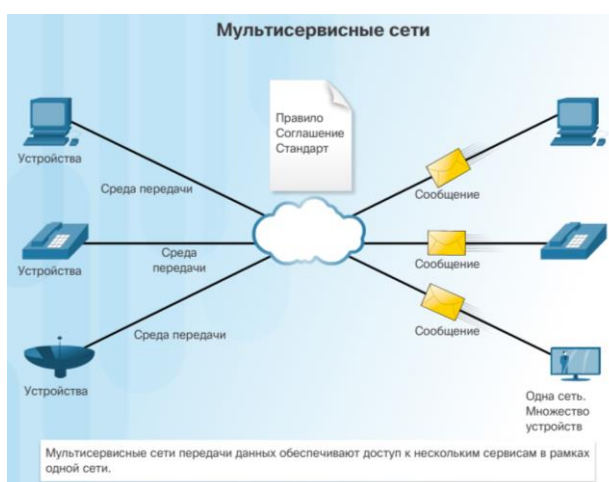 Мультисервисные сети
Правило
Соглашение
Стандарт
Устройства
Среда передачи
Сообщение
Устройства
Среда
передачи
Сообщение
Среда передачи
Сообщение
Устройства
Одна сеть.
Множество
устройств
Мультисервисные сети передачи данных обеспечивают доступ к нескольким сервисам в рамках
одной сети.